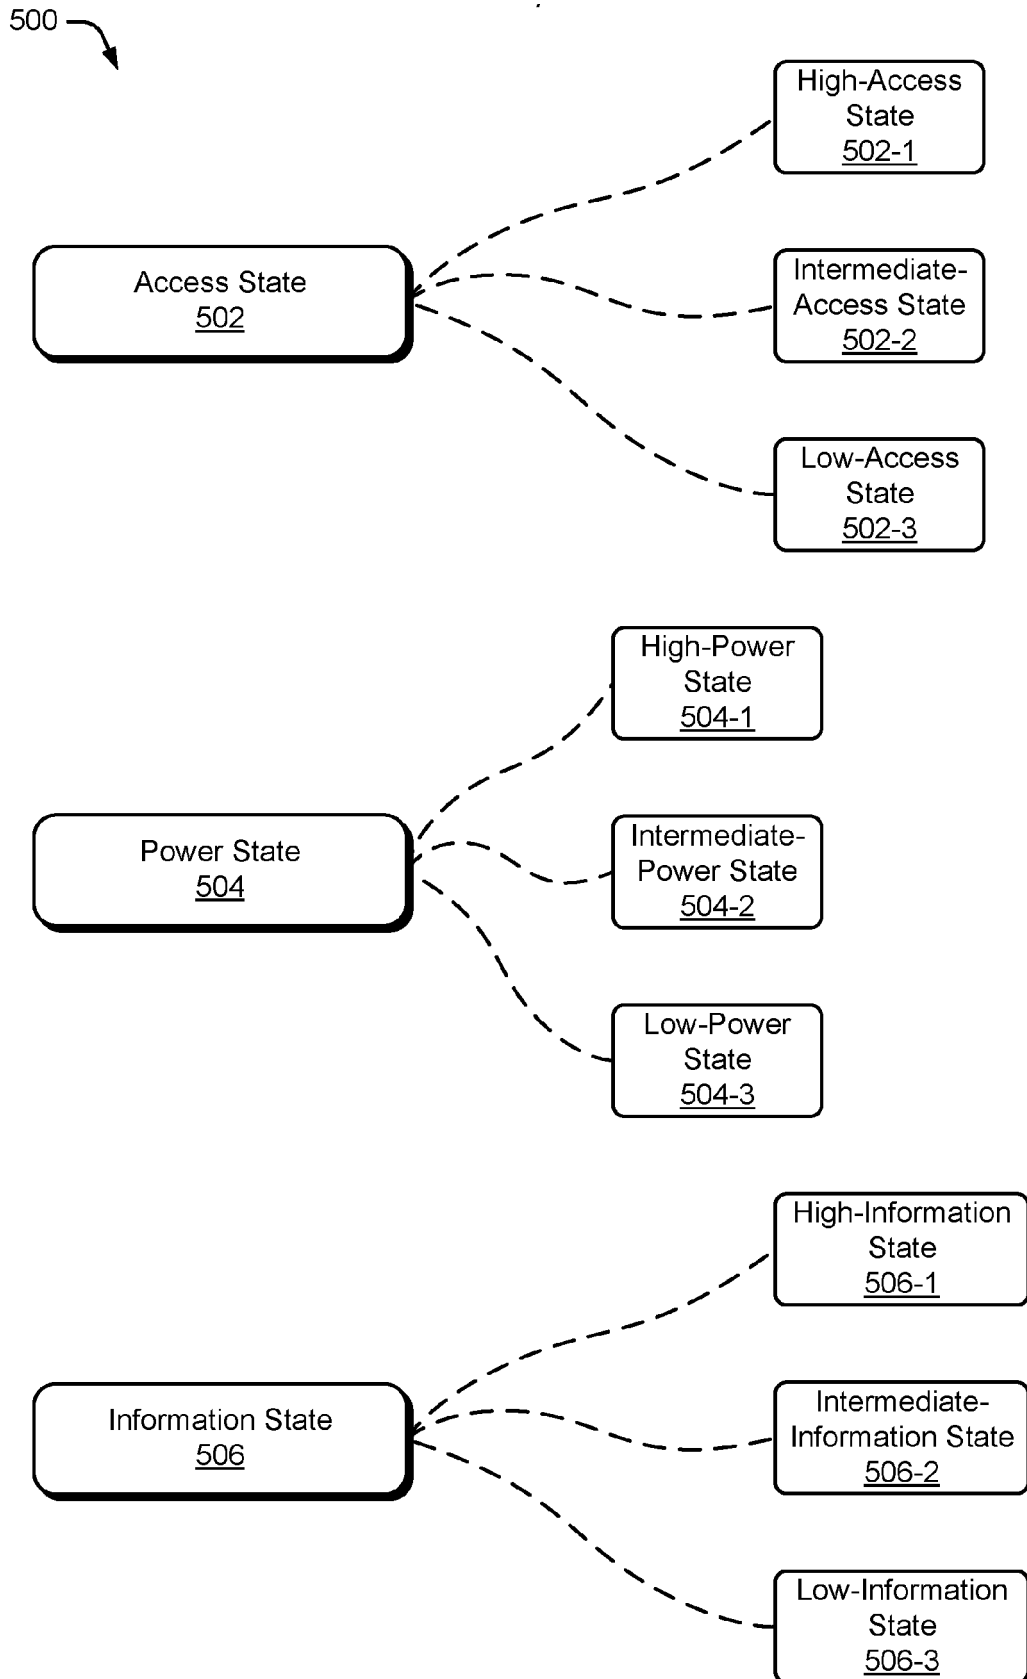 500
High-Access
State
502-1
Access State
502
Intermediate-
Access State
502-2
Low-Access
State
502-3
High-Power
State
504-1
Power State
504
Intermediate-
Power State
504-2
Low-Power
State
504-3
High-Information
State
506-1
Information State
506
Intermediate-
Information State
506-2
Low-Information
State
506-3